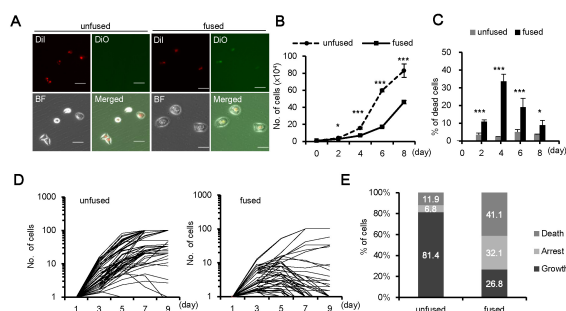 A
unfused
fused
DiI
DiO
DiI
DiO
BF
Merged
BF
Merged
B
unfused
fused
No. of cells (x10⁴)
100
80
60
40
20
0
*
***
***
***
0 2 4 6 8 (day)
C
unfused
fused
% of dead cells
50
40
30
20
10
0
***
***
***
*
2 4 6 8 (day)
D
unfused
No. of cells
100
10
1
1 3 5 7 9 (day)
fused
No. of cells
100
10
1
1 3 5 7 9 (day)
E
% of cells
100%
80%
60%
40%
20%
0%
11.9
6.8
81.4
41.1
32.1
26.8
unfused
fused
Death
Arrest
Growth